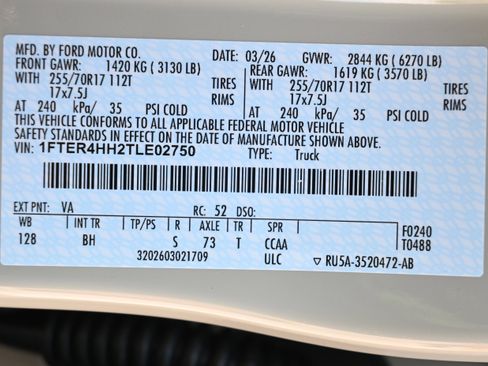 MFD. BY FORD MOTOR CO. DATE: 03/26 GVWR: 2844 KG ( 6270 LB)
FRONT GAWR: 1420 KG ( 3130 LB) REAR GAWR: 1619 KG ( 3570 LB)
WITH 255/70R17 112T TIRES WITH 255/70R17 112T TIRES
17x7.5J RIMS 17x7.5J RIMS
AT 240 kPa/ 35 PSI COLD AT 240 kPa/ 35 PSI COLD
THIS VEHICLE CONFORMS TO ALL APPLICABLE FEDERAL MOTOR VEHICLE
SAFETY STANDARDS IN EFFECT ON THE DATE OF MANUFACTURE SHOWN ABOVE.
VIN: 1FTER4HH2TLE02750 TYPE: Truck
EXT PNT: VA RC: 52 DSO:
WB INT TR TP/PS R AXLE TR SPR F0240
128 BH S 73 T CCAA T0488
3202603021709 ULC ▽ RU5A-3520472-AB